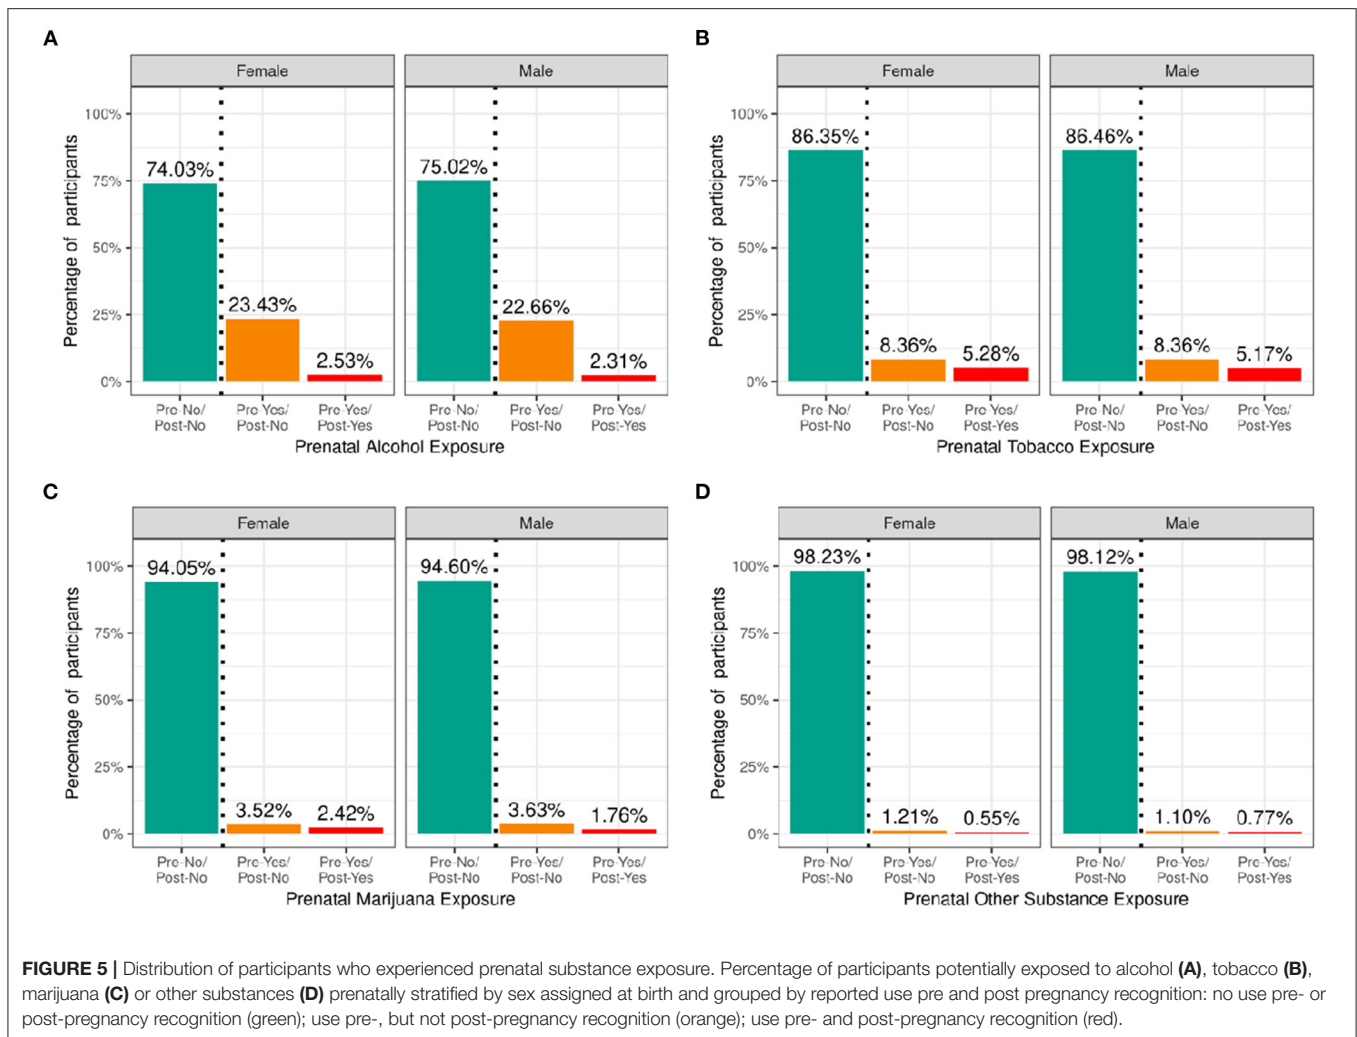 A
Female
Male
100%
75%
50%
25%
0%
Percentage of participants
74.03%
23.43%
2.53%
75.02%
22.66%
2.31%
Pre-No/ Pre-Yes/ Pre-Yes/ Pre-No/ Pre-Yes/ Pre-Yes/
Post-No Post-No Post-Yes Post-No Post-No Post-Yes
Prenatal Alcohol Exposure
B
Female
Male
100%
75%
50%
25%
0%
Percentage of participants
86.35%
8.36%
5.28%
86.46%
8.36%
5.17%
Pre-No/ Pre-Yes/ Pre-Yes/ Pre-No/ Pre-Yes/ Pre-Yes/
Post-No Post-No Post-Yes Post-No Post-No Post-Yes
Prenatal Tobacco Exposure
C
Female
Male
100%
75%
50%
25%
0%
Percentage of participants
94.05%
3.52%
2.42%
94.60%
3.63%
1.76%
Pre-No/ Pre-Yes/ Pre-Yes/ Pre-No/ Pre-Yes/ Pre-Yes/
Post-No Post-No Post-Yes Post-No Post-No Post-Yes
Prenatal Marijuana Exposure
D
Female
Male
100%
75%
50%
25%
0%
Percentage of participants
98.23%
1.21%
0.55%
98.12%
1.10%
0.77%
Pre-No/ Pre-Yes/ Pre-Yes/ Pre-No/ Pre-Yes/ Pre-Yes/
Post-No Post-No Post-Yes Post-No Post-No Post-Yes
Prenatal Other Substance Exposure
FIGURE 5 | Distribution of participants who experienced prenatal substance exposure. Percentage of participants potentially exposed to alcohol (A), tobacco (B),
marijuana (C) or other substances (D) prenatally stratified by sex assigned at birth and grouped by reported use pre and post pregnancy recognition: no use pre- or
post-pregnancy recognition (green); use pre-, but not post-pregnancy recognition (orange); use pre- and post-pregnancy recognition (red).